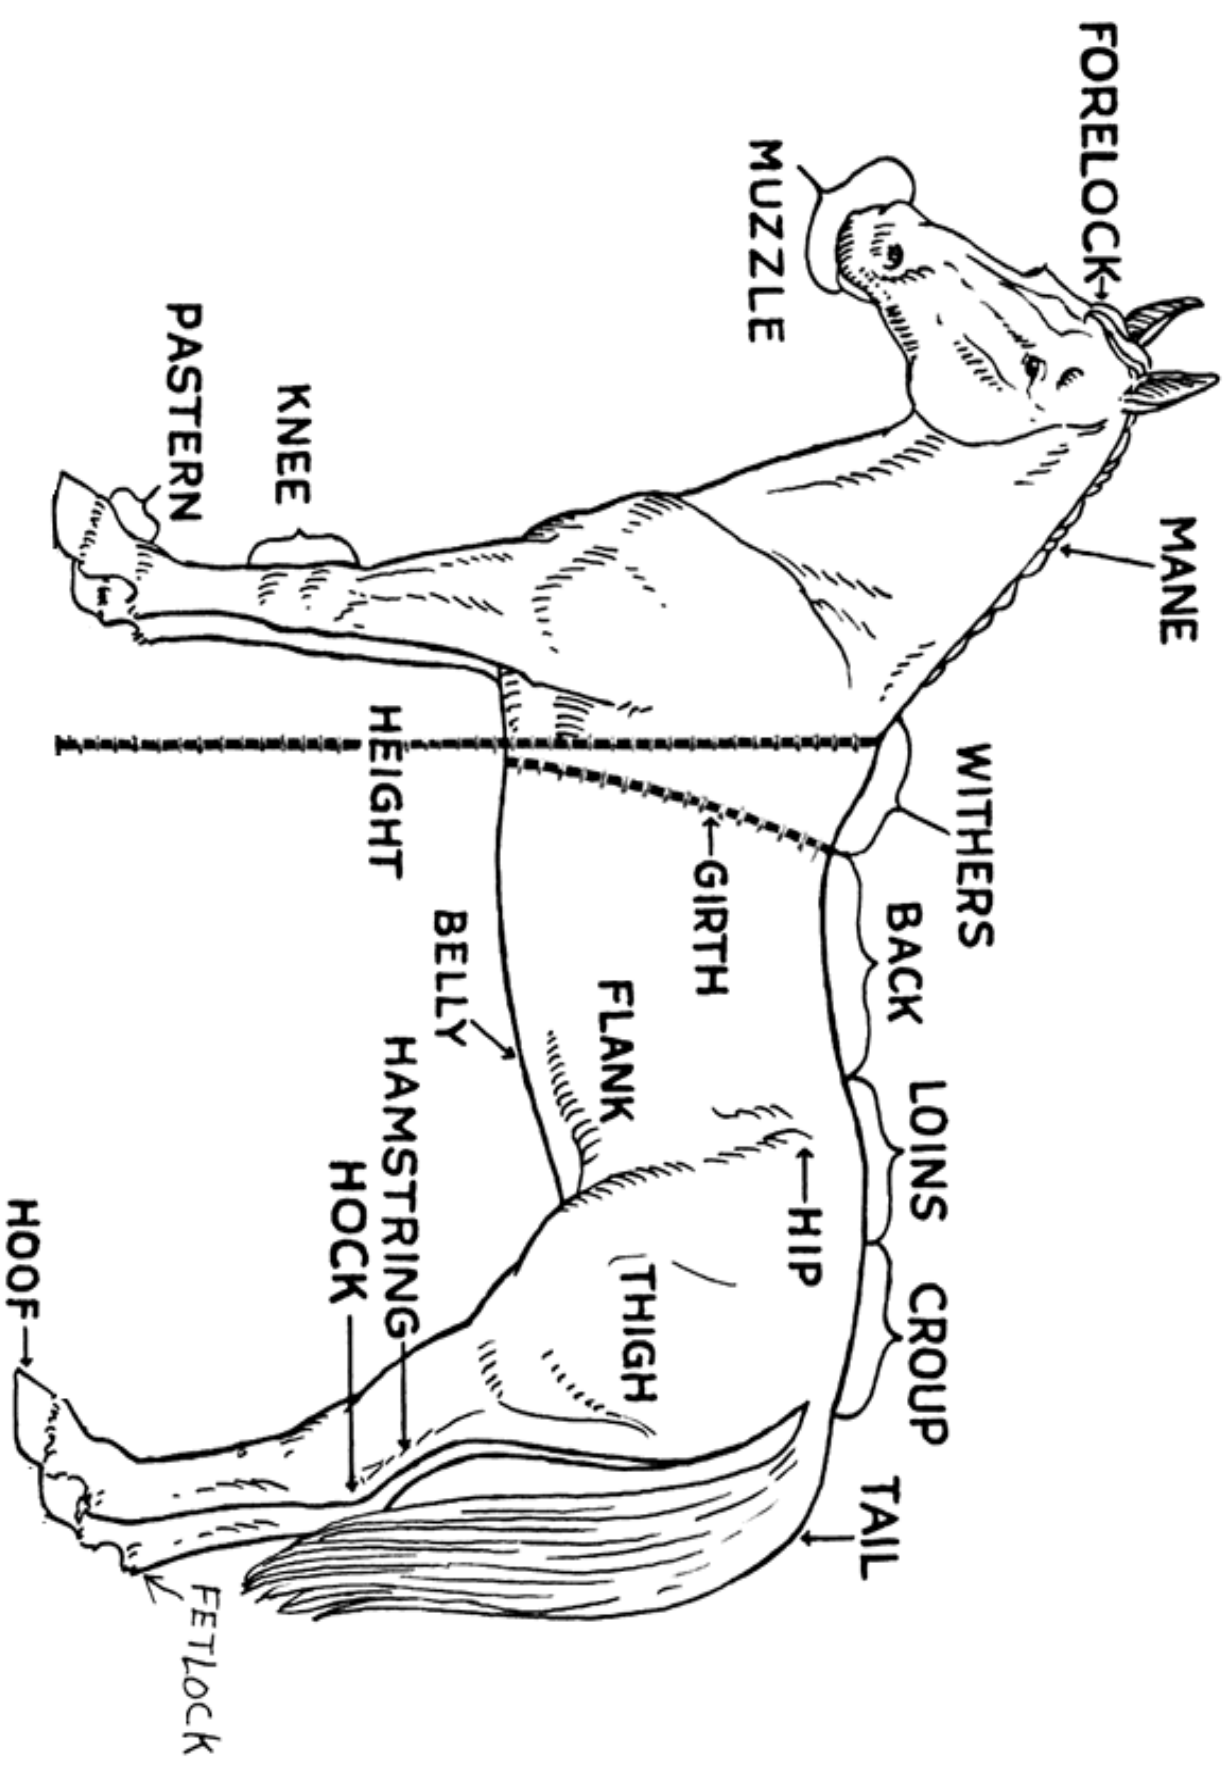 FORELOCK
MANE
WITHERS
BACK
LOINS
CROUP
TAIL
MUZZLE
GIRTH
HIP
FLANK
THIGH
PASTERN
KNEE
HEIGHT
BELLY
HAMSTRING
HOCK
HOOF
FETLOCK